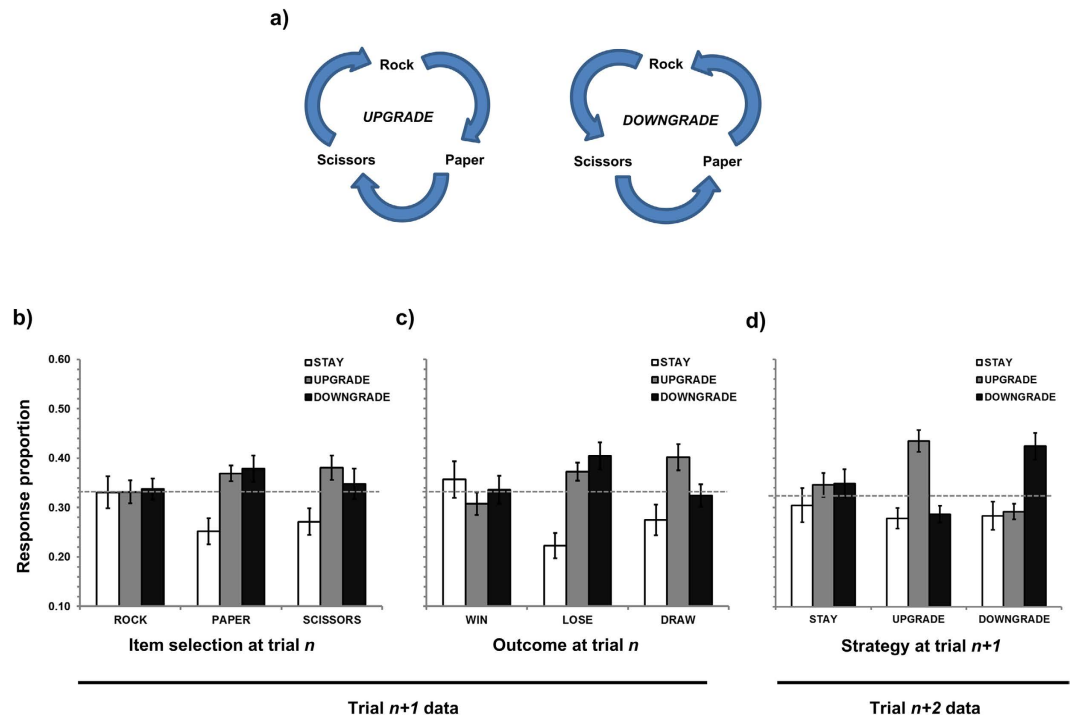 a)
Rock
UPGRADE
Scissors
Paper
Rock
DOWNGRADE
Scissors
Paper
b)
Response proportion
0.60
0.50
0.40
0.30
0.20
0.10
STAY
UPGRADE
DOWNGRADE
ROCK
PAPER
SCISSORS
Item selection at trial n
c)
STAY
UPGRADE
DOWNGRADE
WIN
LOSE
DRAW
Outcome at trial n
Trial n+1 data
d)
STAY
UPGRADE
DOWNGRADE
STAY
UPGRADE
DOWNGRADE
Strategy at trial n+1
Trial n+2 data